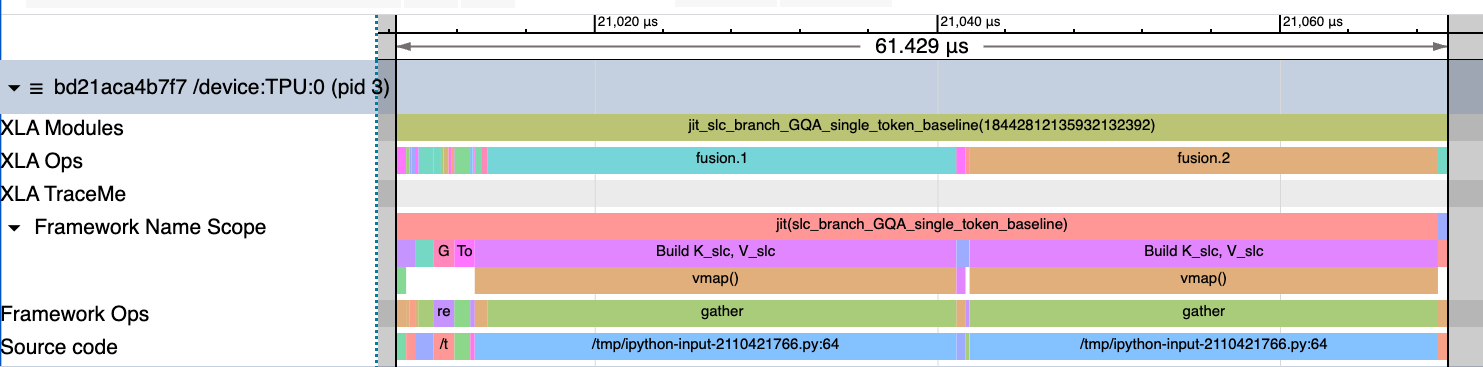 21,020 µs 21,040 µs 21,060 µs
61.429 µs
bd21aca4b7f7 /device:TPU:0 (pid 3)
XLA Modules jit_slc_branch_GQA_single_token_baseline(18442812135932132392)
XLA Ops fusion.1 fusion.2
XLA TraceMe
Framework Name Scope jit(slc_branch_GQA_single_token_baseline)
G To Build K_slc, V_slc Build K_slc, V_slc
vmap() vmap()
Framework Ops re gather gather
Source code /t /tmp/ipython-input-2110421766.py:64 /tmp/ipython-input-2110421766.py:64